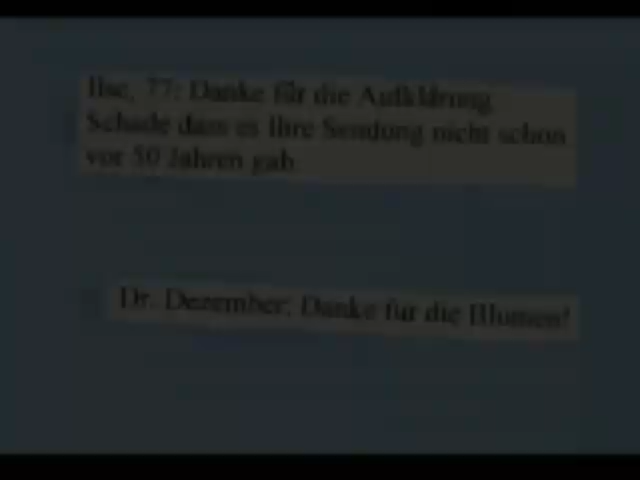 Ilse, 77: Danke für die Aufklärung.
Schade dass es Ihre Sendung nicht schon
vor 50 Jahren gab.
Dr. Dezember: Danke für die Blumen!